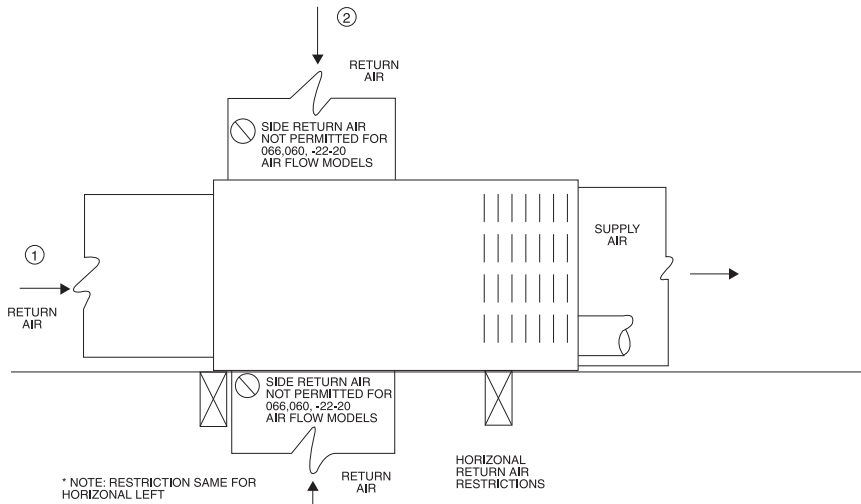 2
RETURN
AIR
SIDE RETURN AIR
NOT PERMITTED FOR
066,060, -22-20
AIR FLOW MODELS
1
RETURN
AIR
SUPPLY
AIR
SIDE RETURN AIR
NOT PERMITTED FOR
066,060, -22-20
AIR FLOW MODELS
RETURN
AIR
HORIZONAL
RETURN AIR
RESTRICTIONS
* NOTE: RESTRICTION SAME FOR
HORIZONAL LEFT